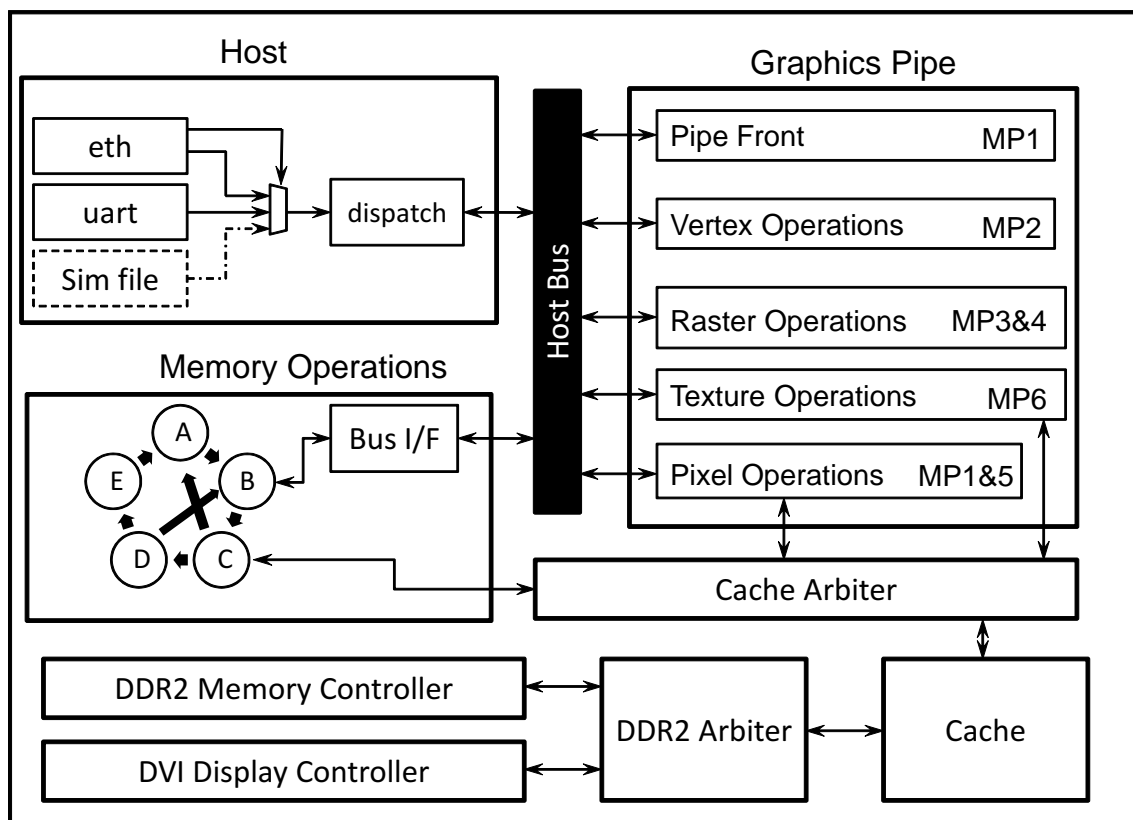 Host
eth
uart
Sim file
dispatch
Host Bus
Graphics Pipe
Pipe Front MP1
Vertex Operations MP2
Raster Operations MP3&4
Texture Operations MP6
Pixel Operations MP1&5
Memory Operations
A
B
C
D
E
Bus I/F
Cache Arbiter
DDR2 Memory Controller
DVI Display Controller
DDR2 Arbiter
Cache